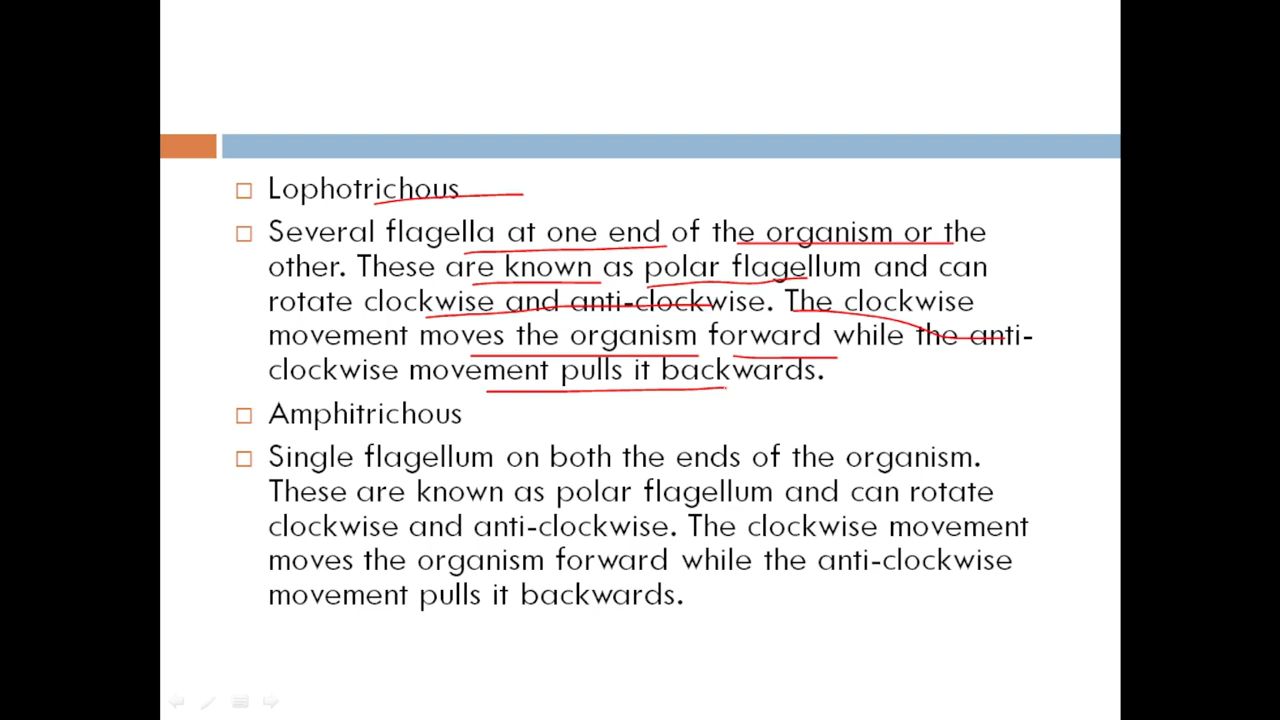 Lophotrichous
Several flagella at one end of the organism or the
other. These are known as polar flagellum and can
rotate clockwise and anti-clockwise. The clockwise
movement moves the organism forward while the anti-
clockwise movement pulls it backwards.
Amphitrichous
Single flagellum on both the ends of the organism.
These are known as polar flagellum and can rotate
clockwise and anti-clockwise. The clockwise movement
moves the organism forward while the anti-clockwise
movement pulls it backwards.